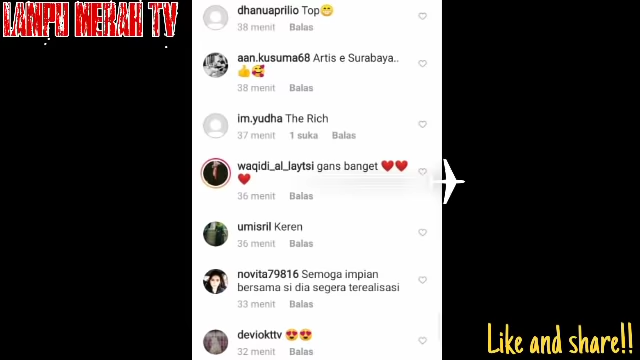 LAMPU MERAH TV
dhanuaprilio Top😁
38 menit Balas
aan.kusuma68 Artis e Surabaya..
👍🥰
38 menit Balas
im.yudha The Rich
37 menit 1 suka Balas
waqidi_al_laytsi gans banget ❤️❤️
❤️
36 menit Balas
umisril Keren
36 menit Balas
novita79816 Semoga impian
bersama si dia segera terealisasi
33 menit Balas
deviokttv 😍😍
32 menit Balas
Like and share!!